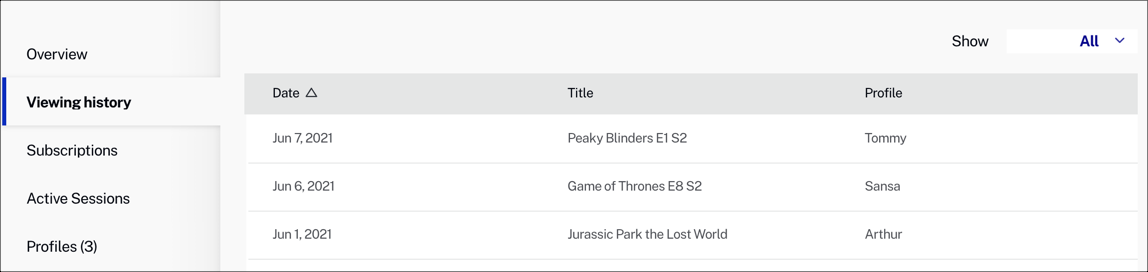 Overview
Viewing history
Subscriptions
Active Sessions
Profiles (3)
Show All
Date Title Profile
Jun 7, 2021 Peaky Blinders E1 S2 Tommy
Jun 6, 2021 Game of Thrones E8 S2 Sansa
Jun 1, 2021 Jurassic Park the Lost World Arthur